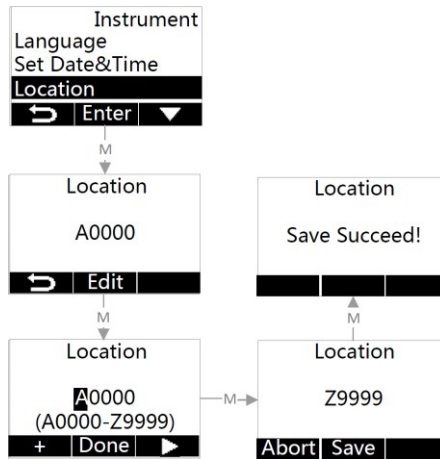 Instrument
Language
Set Date&Time
Location
Enter
M
Location
A0000
Edit
M
Location
A0000
(A0000-Z9999)
+ Done
M
Location
Z9999
Abort Save
M
Location
Save Succeed!